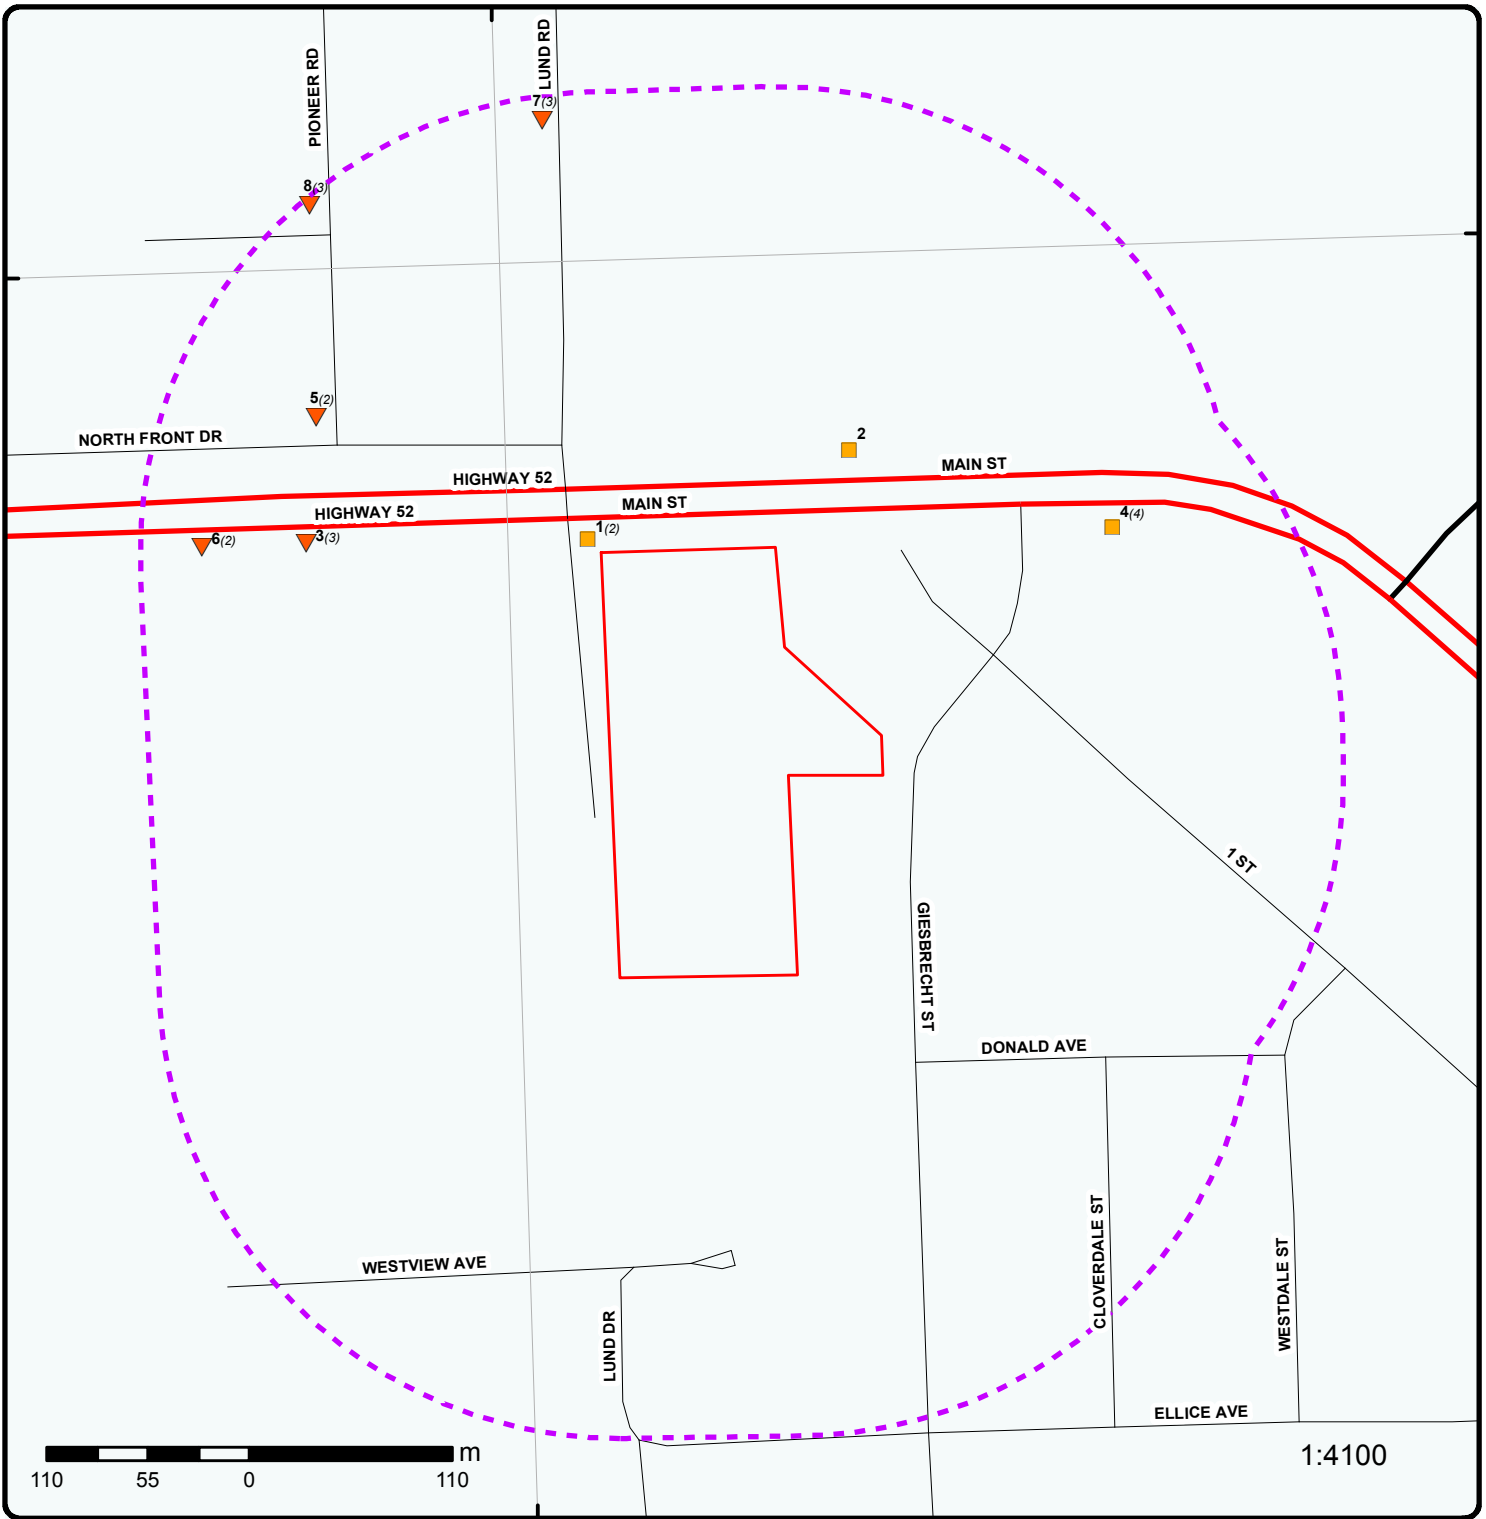 PIONEER RD
LUND RD
7(3)
8(3)
5(2)
NORTH FRONT DR
2
HIGHWAY 52
MAIN ST
MAIN ST
HIGHWAY 52
4(4)
1(2)
6(2)
3(3)
1 ST
GIESBRECHT ST
DONALD AVE
WESTVIEW AVE
CLOVERDALE ST
WESTDALE ST
LUND DR
ELLICE AVE
m
110 55 0 110
1:4100